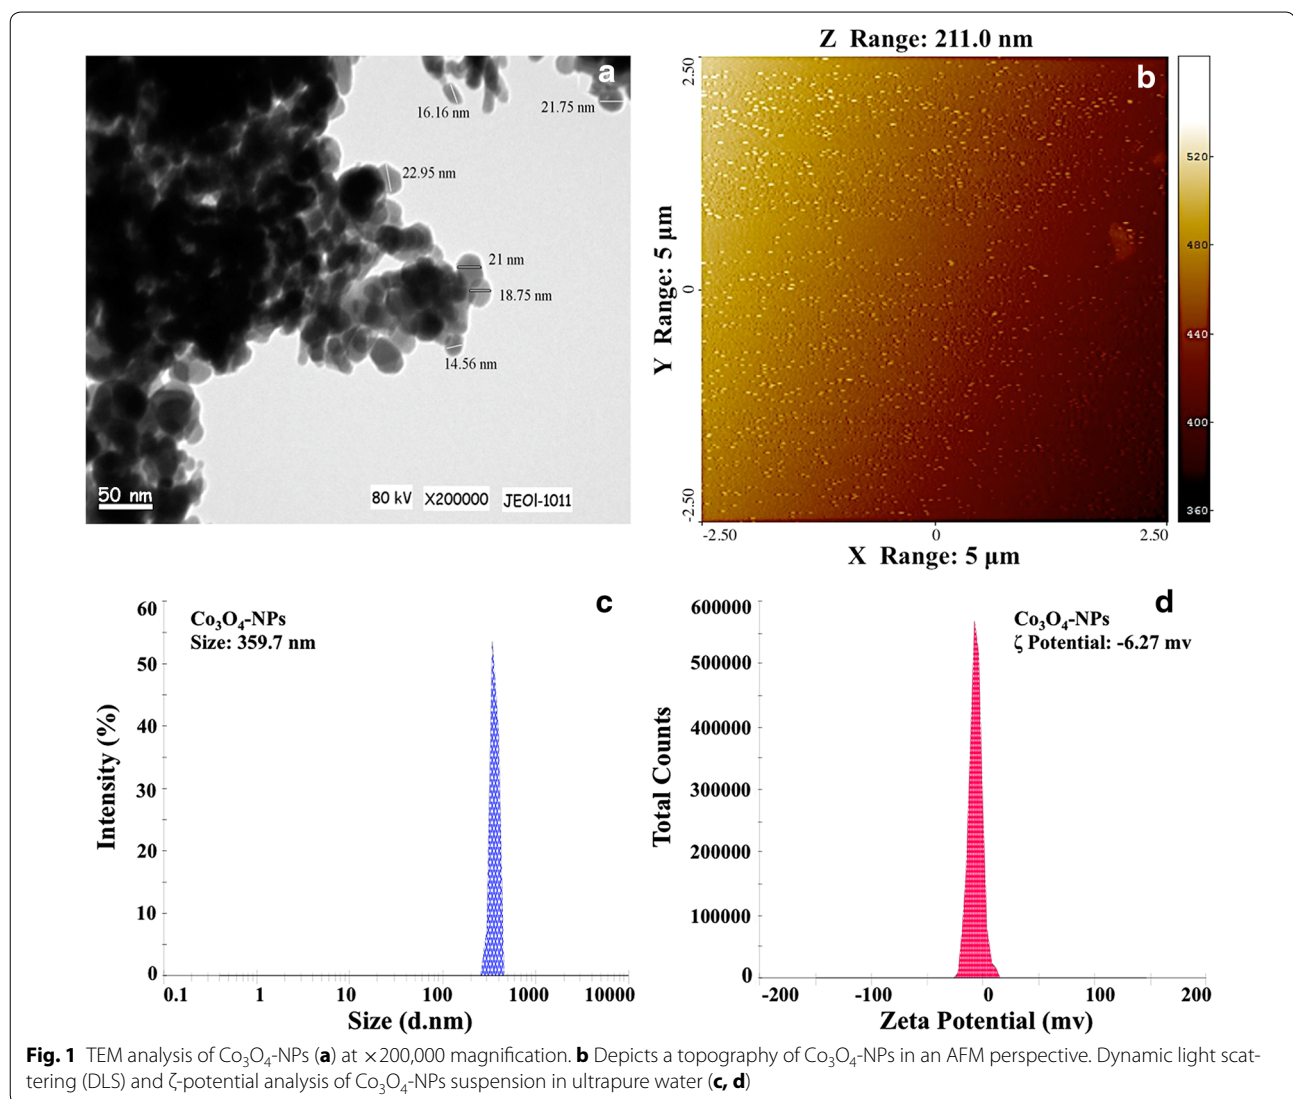 a
16.16 nm
21.75 nm
22.95 nm
21 nm
18.75 nm
14.56 nm
50 nm
80 kV X200000 JEOl-1011
Z Range: 211.0 nm
b
2.50
0
-2.50
Y Range: 5 µm
-2.50 0 2.50
X Range: 5 µm
520
480
440
400
360
c
Co₃O₄-NPs
Size: 359.7 nm
60
50
40
30
20
10
0
Intensity (%)
0.1 1 10 100 1000 10000
Size (d.nm)
d
Co₃O₄-NPs
ζ Potential: -6.27 mv
600000
500000
400000
300000
200000
100000
0
Total Counts
-200 -100 0 100 200
Zeta Potential (mv)
Fig. 1 TEM analysis of Co₃O₄-NPs (a) at ×200,000 magnification. b Depicts a topography of Co₃O₄-NPs in an AFM perspective. Dynamic light scat-
tering (DLS) and ζ-potential analysis of Co₃O₄-NPs suspension in ultrapure water (c, d)